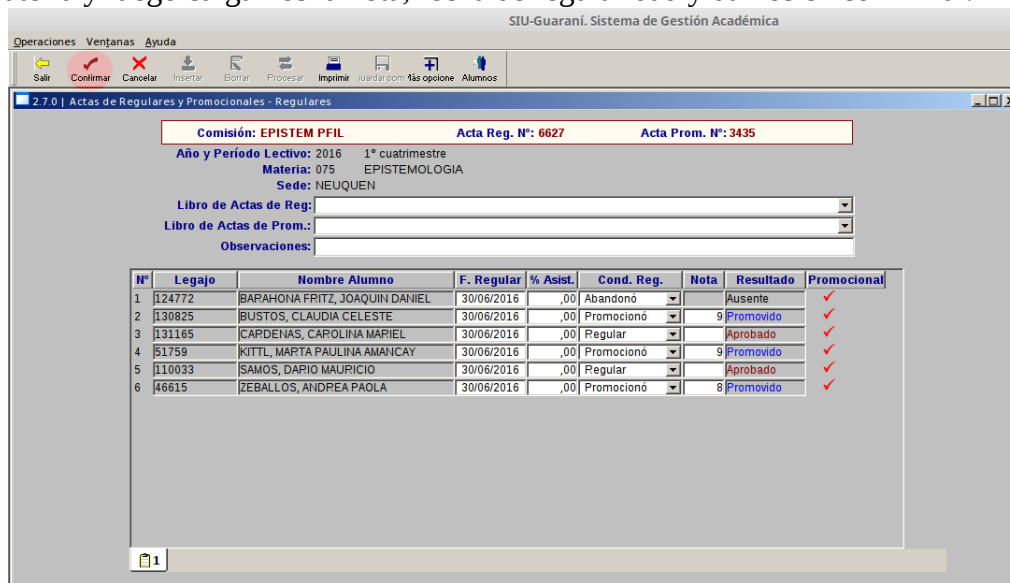 SIU-Guaraní. Sistema de Gestión Académica
Operaciones Ventanas Ayuda
Salir Confirmar Cancelar Insertar Borrar Procesar Imprimir Alumnos
2.7.0 | Actas de Regulares y Promocionales - Regulares
Comisión: EPISTEM PFIL Acta Reg. Nº: 6627 Acta Prom. Nº: 3435
Año y Período Lectivo: 2016 1º cuatrimestre
Materia: 075 EPISTEMOLOGIA
Sede: NEUQUEN
Libro de Actas de Reg:
Libro de Actas de Prom.:
Observaciones:
Nº Legajo Nombre Alumno F. Regular % Asist. Cond. Reg. Nota Resultado Promocional
1 124772 BARAHONA FRITZ, JOAQUIN DANIEL 30/06/2016 ,00 Abandonó Ausente
2 130825 BUSTOS, CLAUDIA CELESTE 30/06/2016 ,00 Promocionó 9 Promovido
3 131165 CARDENAS, CAROLINA MARIEL 30/06/2016 ,00 Regular Aprobado
4 51759 KITTL, MARTA PAULINA AMANCAY 30/06/2016 ,00 Promocionó 9 Promovido
5 110033 SAMOS, DARIO MAURICIO 30/06/2016 ,00 Regular Aprobado
6 46615 ZEBALLOS, ANDREA PAOLA 30/06/2016 ,00 Promocionó 8 Promovido
1